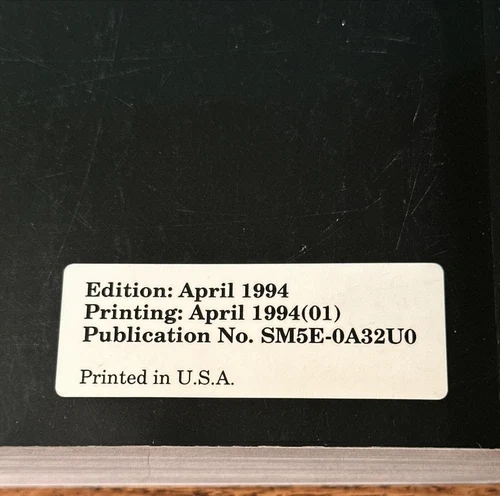 Edition: April 1994
Printing: April 1994(01)
Publication No. SM5E-0A32U0
Printed in U.S.A.